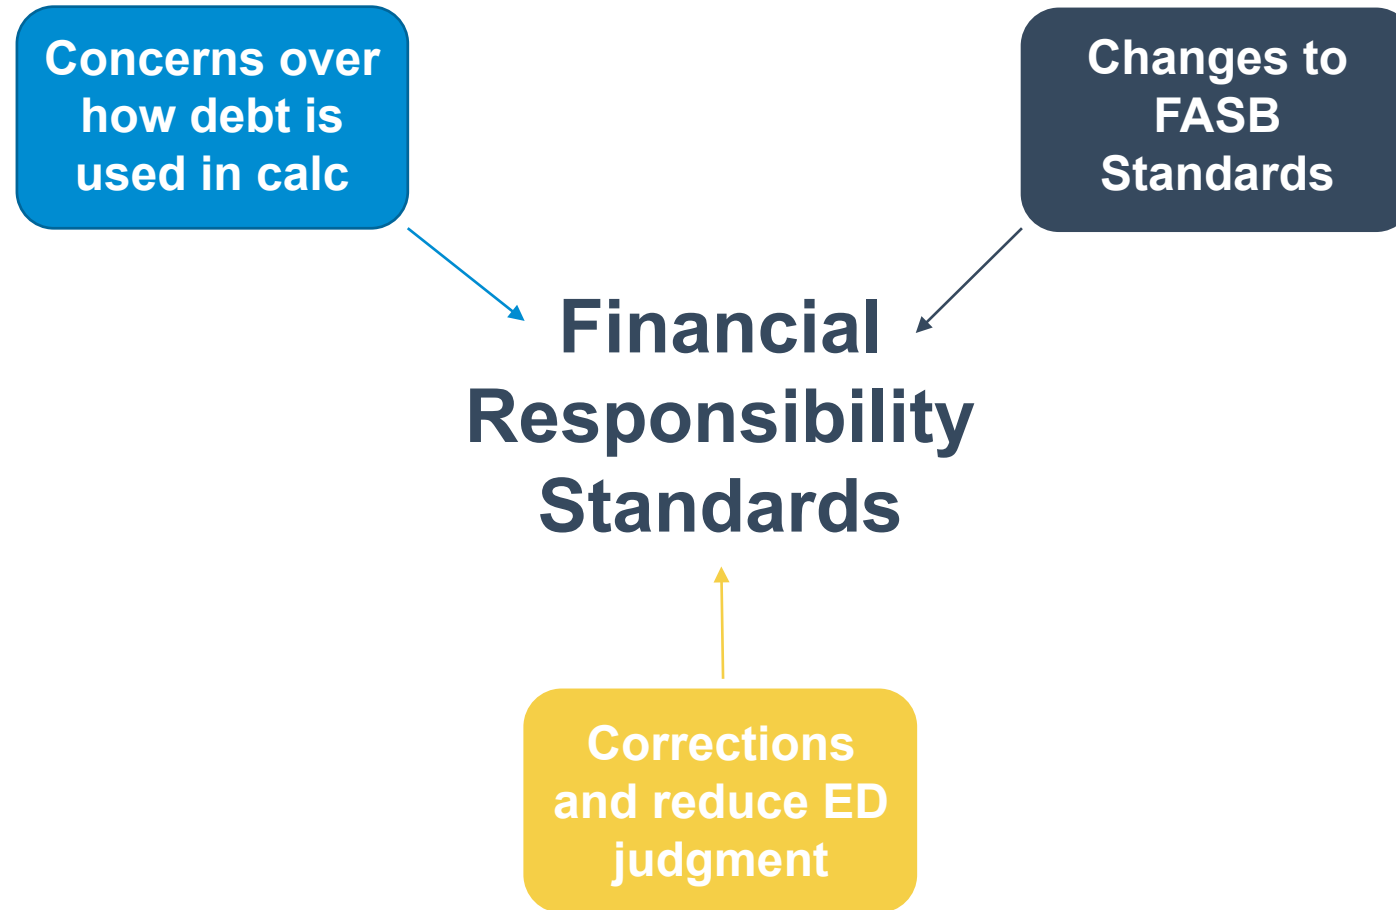 Concerns over
how debt is
used in calc
Changes to
FASB
Standards
Financial
Responsibility
Standards
Corrections
and reduce ED
judgment